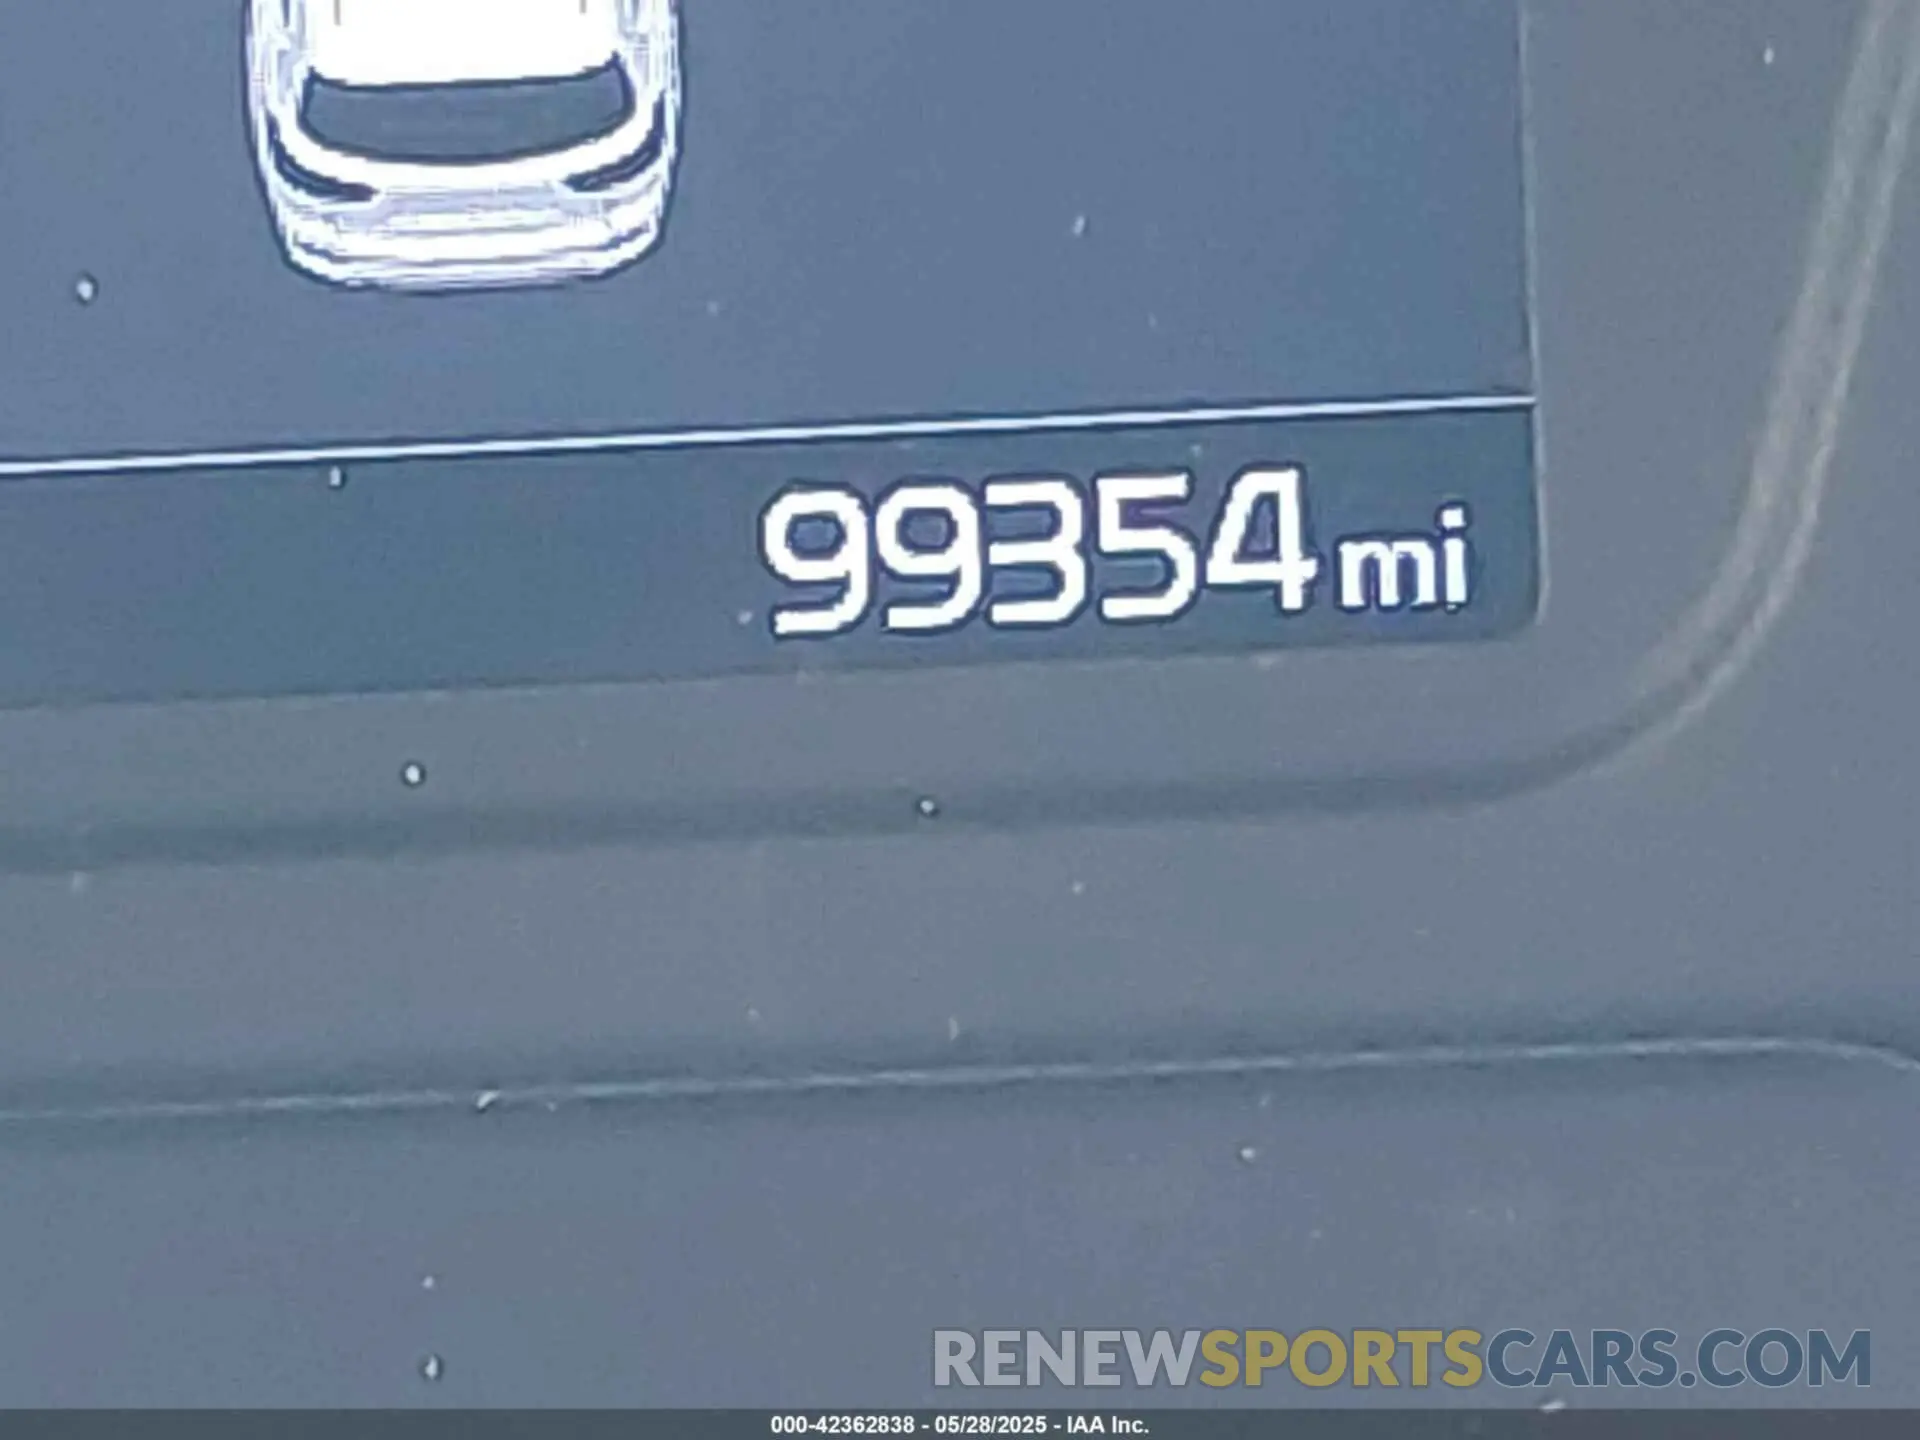 99354 mi
RENEWSPORTSCARS.COM
000-42362838 - 05/28/2025 - IAA Inc.